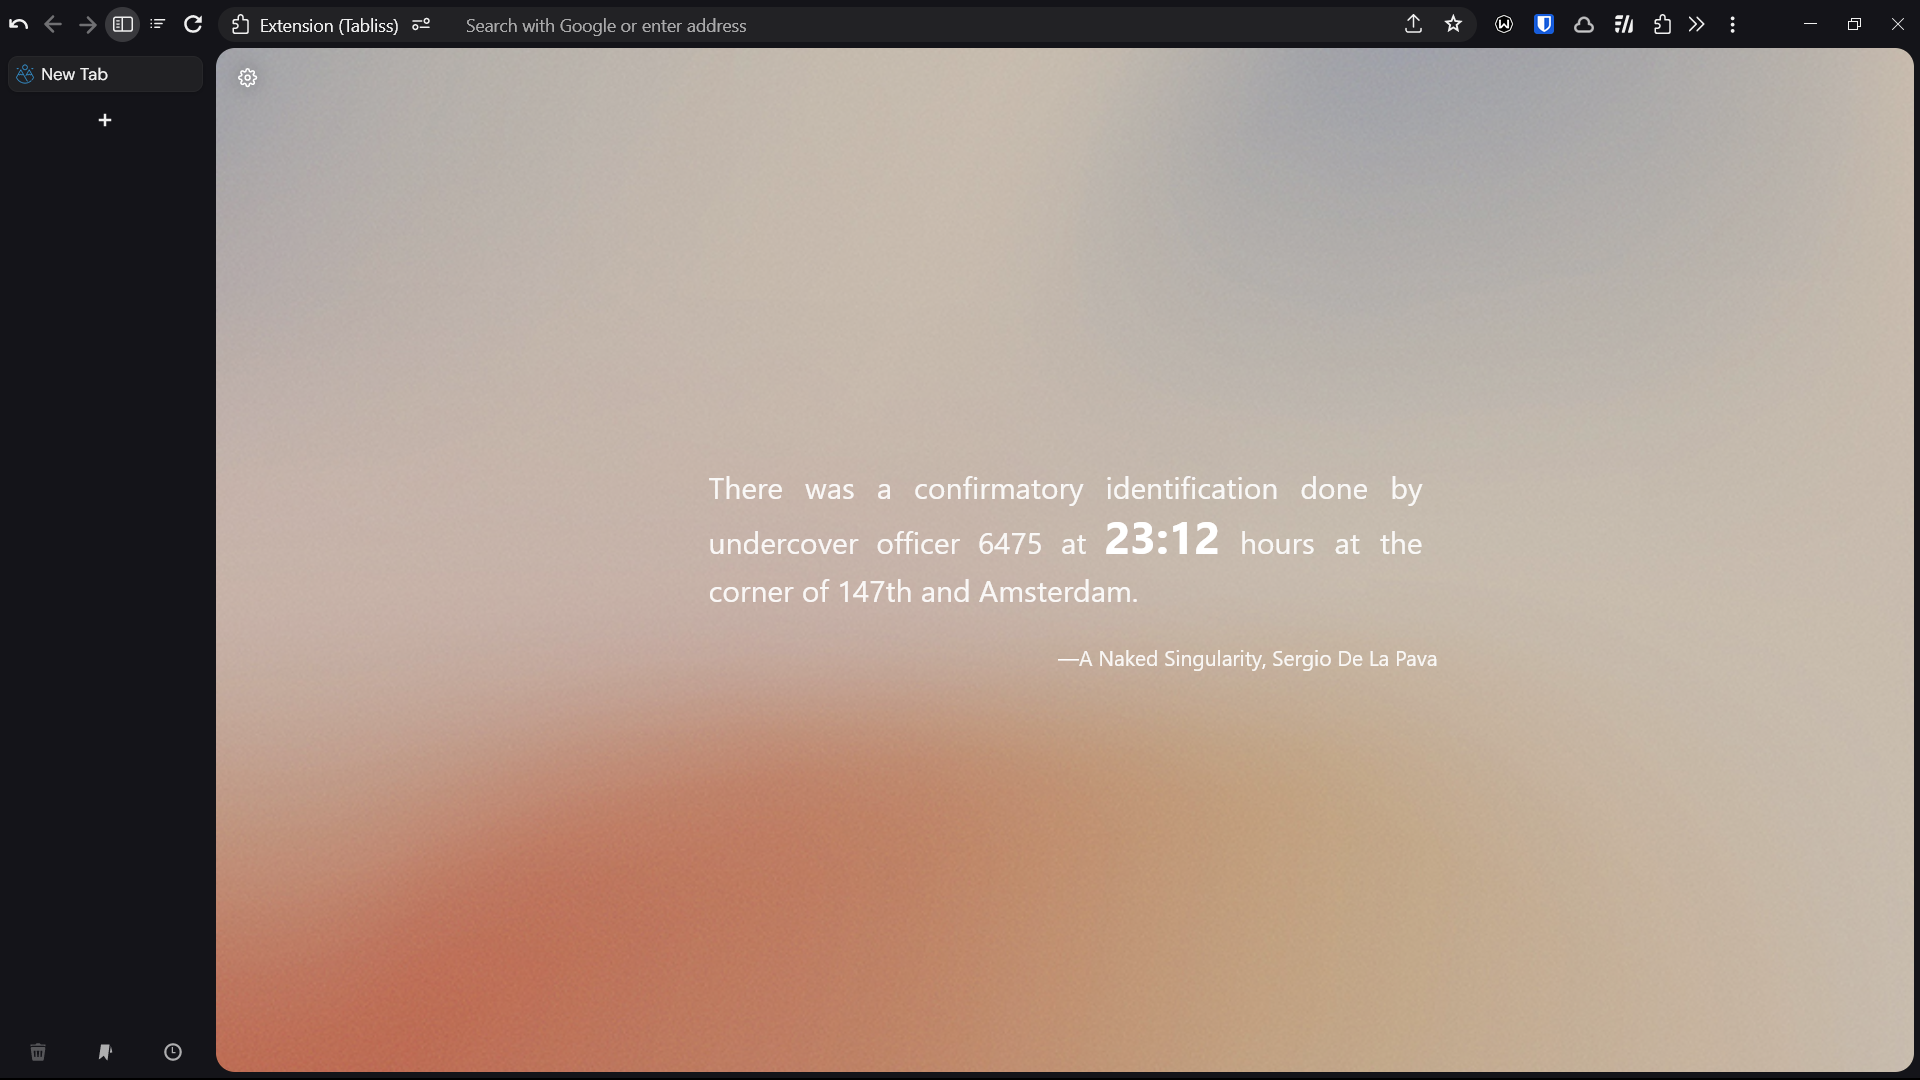 Extension (Tabliss)
Search with Google or enter address
New Tab
There was a confirmatory identification done by
undercover officer 6475 at 23:12 hours at the
corner of 147th and Amsterdam.
—A Naked Singularity, Sergio De La Pava